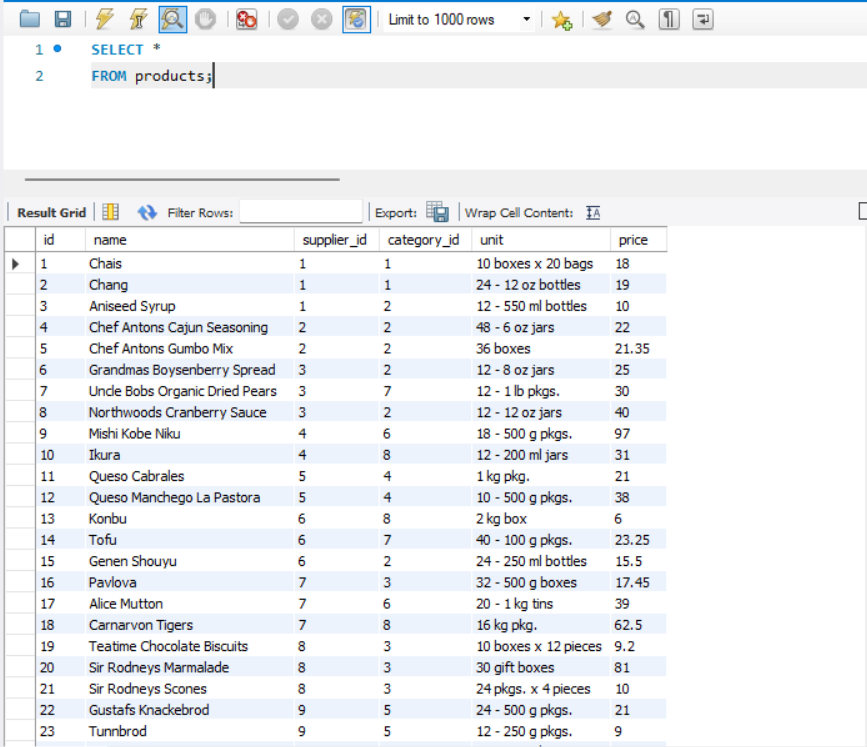 Limit to 1000 rows
1 SELECT *
2 FROM products;
Result Grid Filter Rows: Export: Wrap Cell Content: IA
id name supplier_id category_id unit price
1 Chais 1 1 10 boxes x 20 bags 18
2 Chang 1 1 24 - 12 oz bottles 19
3 Aniseed Syrup 1 2 12 - 550 ml bottles 10
4 Chef Antons Cajun Seasoning 2 2 48 - 6 oz jars 22
5 Chef Antons Gumbo Mix 2 2 36 boxes 21.35
6 Grandmas Boysenberry Spread 3 2 12 - 8 oz jars 25
7 Uncle Bobs Organic Dried Pears 3 7 12 - 1 lb pkgs. 30
8 Northwoods Cranberry Sauce 3 2 12 - 12 oz jars 40
9 Mishi Kobe Niku 4 6 18 - 500 g pkgs. 97
10 Ikura 4 8 12 - 200 ml jars 31
11 Queso Cabrales 5 4 1 kg pkg. 21
12 Queso Manchego La Pastora 5 4 10 - 500 g pkgs. 38
13 Konbu 6 8 2 kg box 6
14 Tofu 6 7 40 - 100 g pkgs. 23.25
15 Genen Shouyu 6 2 24 - 250 ml bottles 15.5
16 Pavlova 7 3 32 - 500 g boxes 17.45
17 Alice Mutton 7 6 20 - 1 kg tins 39
18 Carnarvon Tigers 7 8 16 kg pkg. 62.5
19 Teatime Chocolate Biscuits 8 3 10 boxes x 12 pieces 9.2
20 Sir Rodneys Marmalade 8 3 30 gift boxes 81
21 Sir Rodneys Scones 8 3 24 pkgs. x 4 pieces 10
22 Gustafs Knackebrod 9 5 24 - 500 g pkgs. 21
23 Tunnbrod 9 5 12 - 250 g pkgs. 9